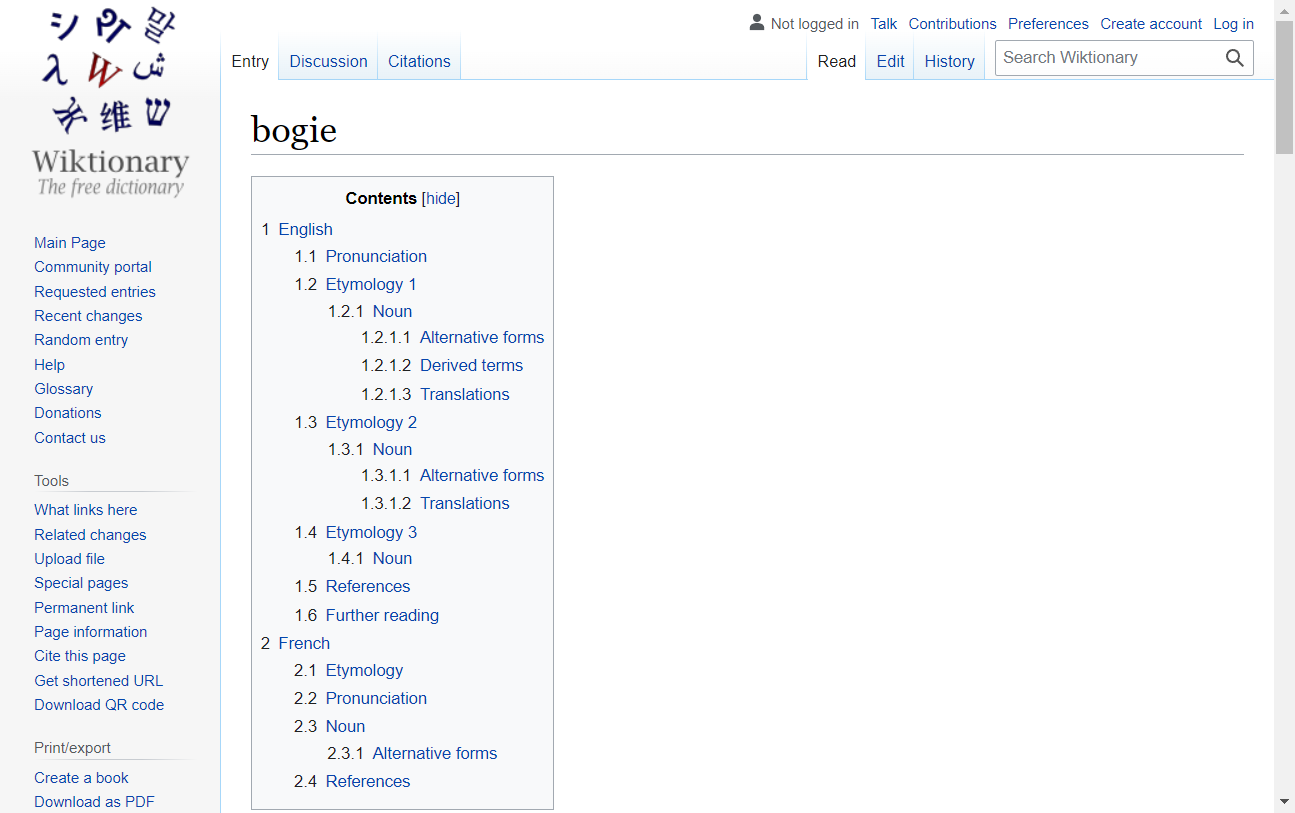 シ Ⴥ 말
λ W ش
维 ש
Wiktionary
The free dictionary
Not logged in Talk Contributions Preferences Create account Log in
Entry Discussion Citations Read Edit History Search Wiktionary
bogie
Contents [hide]
1 English
1.1 Pronunciation
1.2 Etymology 1
1.2.1 Noun
1.2.1.1 Alternative forms
1.2.1.2 Derived terms
1.2.1.3 Translations
1.3 Etymology 2
1.3.1 Noun
1.3.1.1 Alternative forms
1.3.1.2 Translations
1.4 Etymology 3
1.4.1 Noun
1.5 References
1.6 Further reading
2 French
2.1 Etymology
2.2 Pronunciation
2.3 Noun
2.3.1 Alternative forms
2.4 References
Main Page
Community portal
Requested entries
Recent changes
Random entry
Help
Glossary
Donations
Contact us
Tools
What links here
Related changes
Upload file
Special pages
Permanent link
Page information
Cite this page
Get shortened URL
Download QR code
Print/export
Create a book
Download as PDF